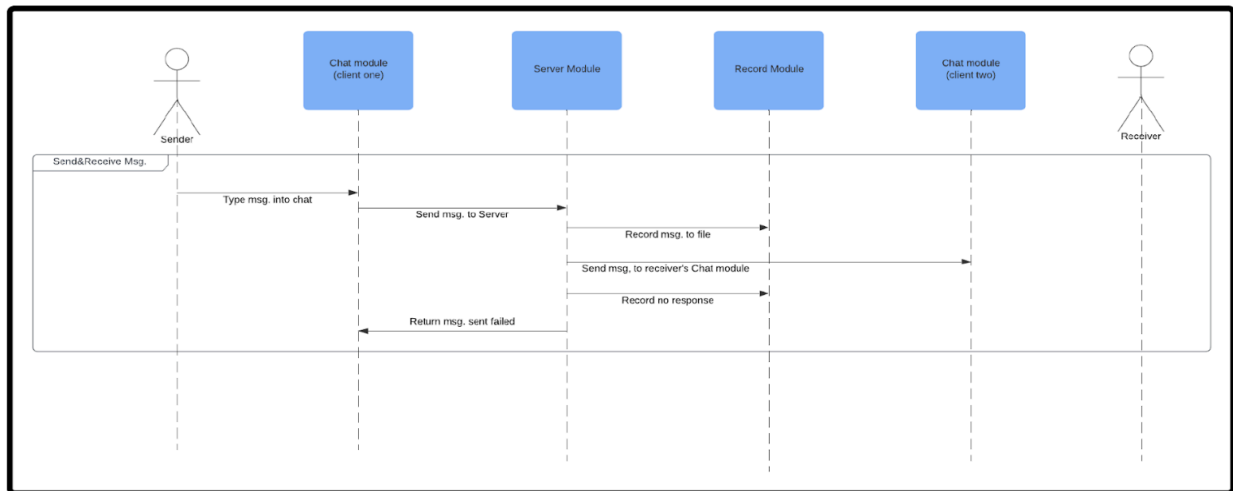 Chat module
(client one)
Server Module
Record Module
Chat module
(client two)
Sender
Receiver
Send&Receive Msg.
Type msg. into chat
Send msg. to Server
Record msg. to file
Send msg, to receiver's Chat module
Record no response
Return msg. sent failed